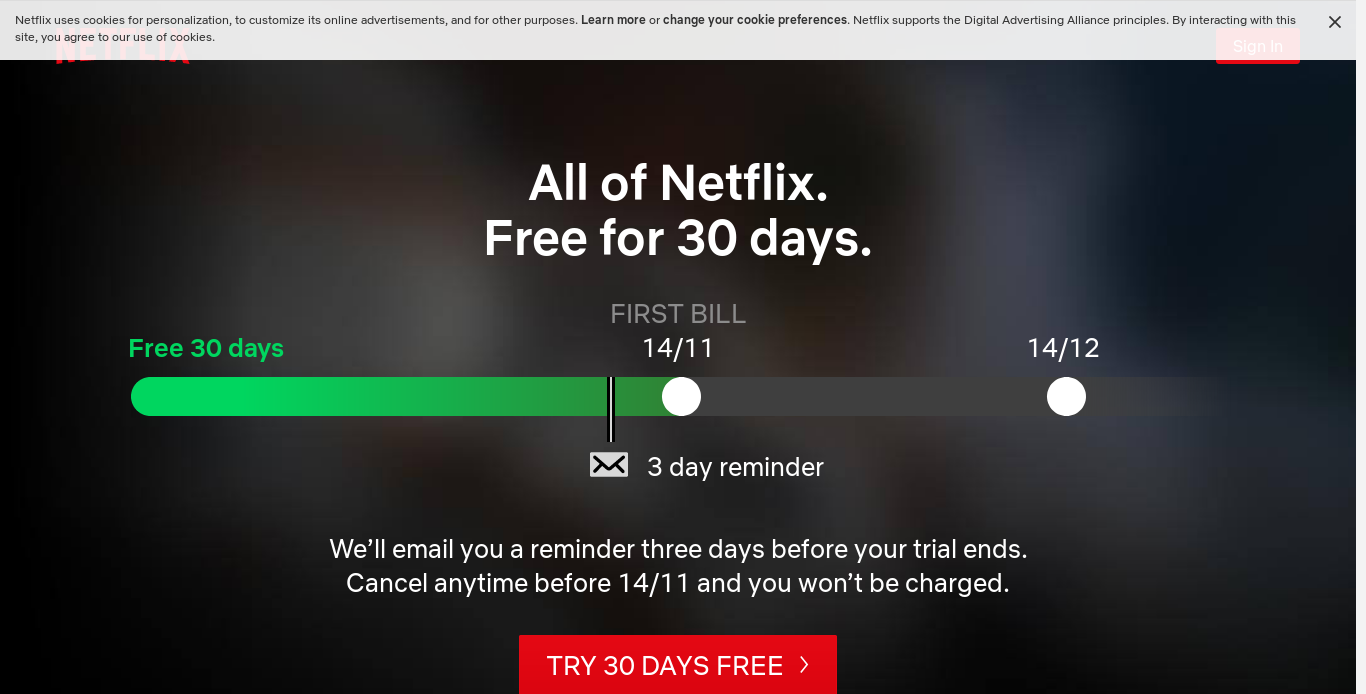 Netflix uses cookies for personalization, to customize its online advertisements, and for other purposes. Learn more or change your cookie preferences. Netflix supports the Digital Advertising Alliance principles. By interacting with this
site, you agree to our use of cookies.
NETFLIX
Sign In
All of Netflix.
Free for 30 days.
FIRST BILL
Free 30 days
14/11
14/12
3 day reminder
We’ll email you a reminder three days before your trial ends.
Cancel anytime before 14/11 and you won’t be charged.
TRY 30 DAYS FREE